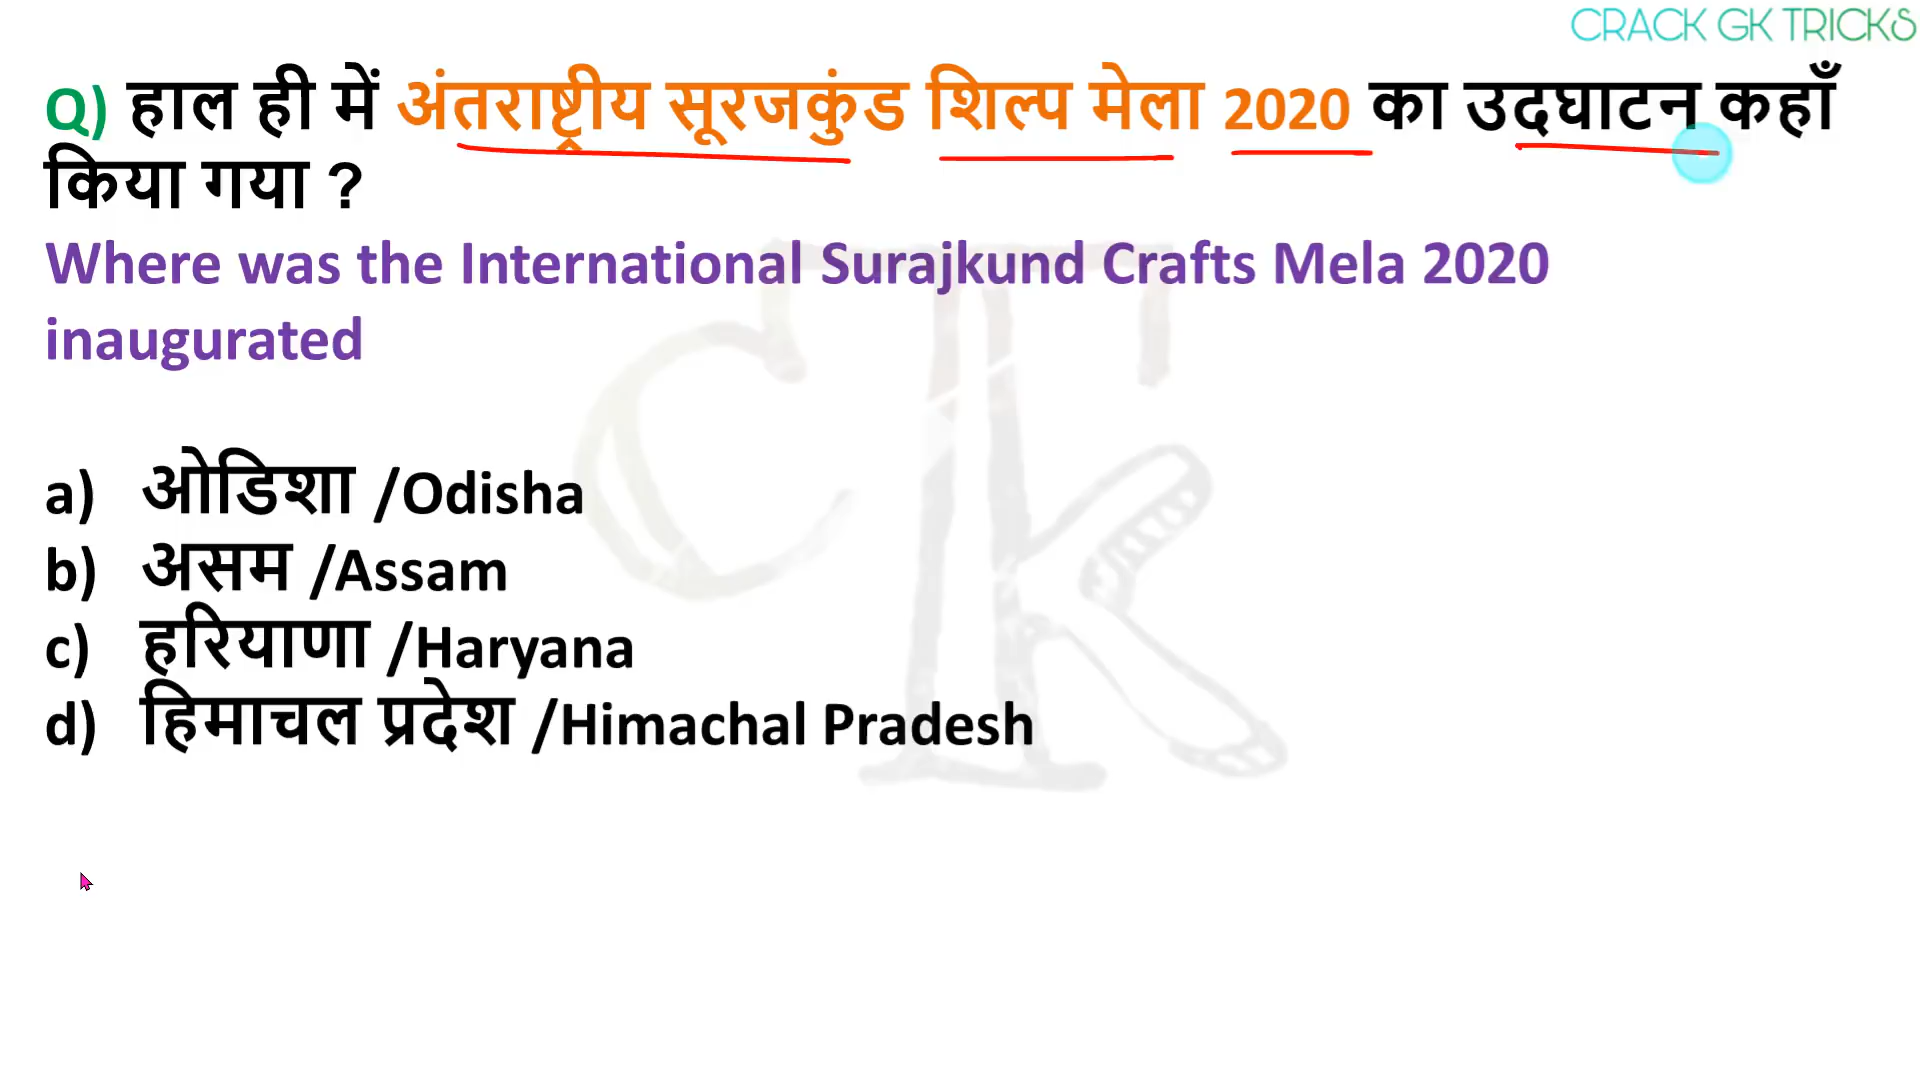 CRACK GK TRICKS
Q) हाल ही में अंतराष्ट्रीय सूरजकुंड शिल्प मेला 2020 का उदघाटन कहाँ
किया गया ?
Where was the International Surajkund Crafts Mela 2020
inaugurated
a) ओडिशा /Odisha
b) असम /Assam
c) हरियाणा /Haryana
d) हिमाचल प्रदेश /Himachal Pradesh